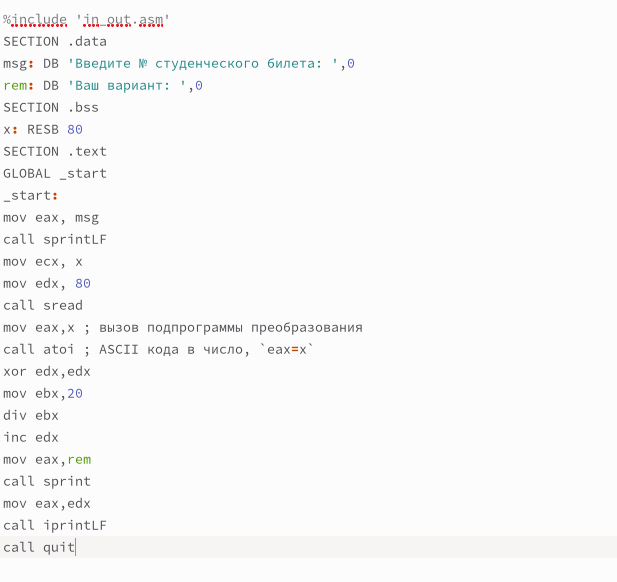 %include 'in_out.asm'
SECTION .data
msg: DB 'Введите № студенческого билета: ',0
rem: DB 'Ваш вариант: ',0
SECTION .bss
x: RESB 80
SECTION .text
GLOBAL _start
_start:
mov eax, msg
call sprintLF
mov ecx, x
mov edx, 80
call sread
mov eax,x ; вызов подпрограммы преобразования
call atoi ; ASCII кода в число, `eax=x`
xor edx,edx
mov ebx,20
div ebx
inc edx
mov eax,rem
call sprint
mov eax,edx
call iprintLF
call quit